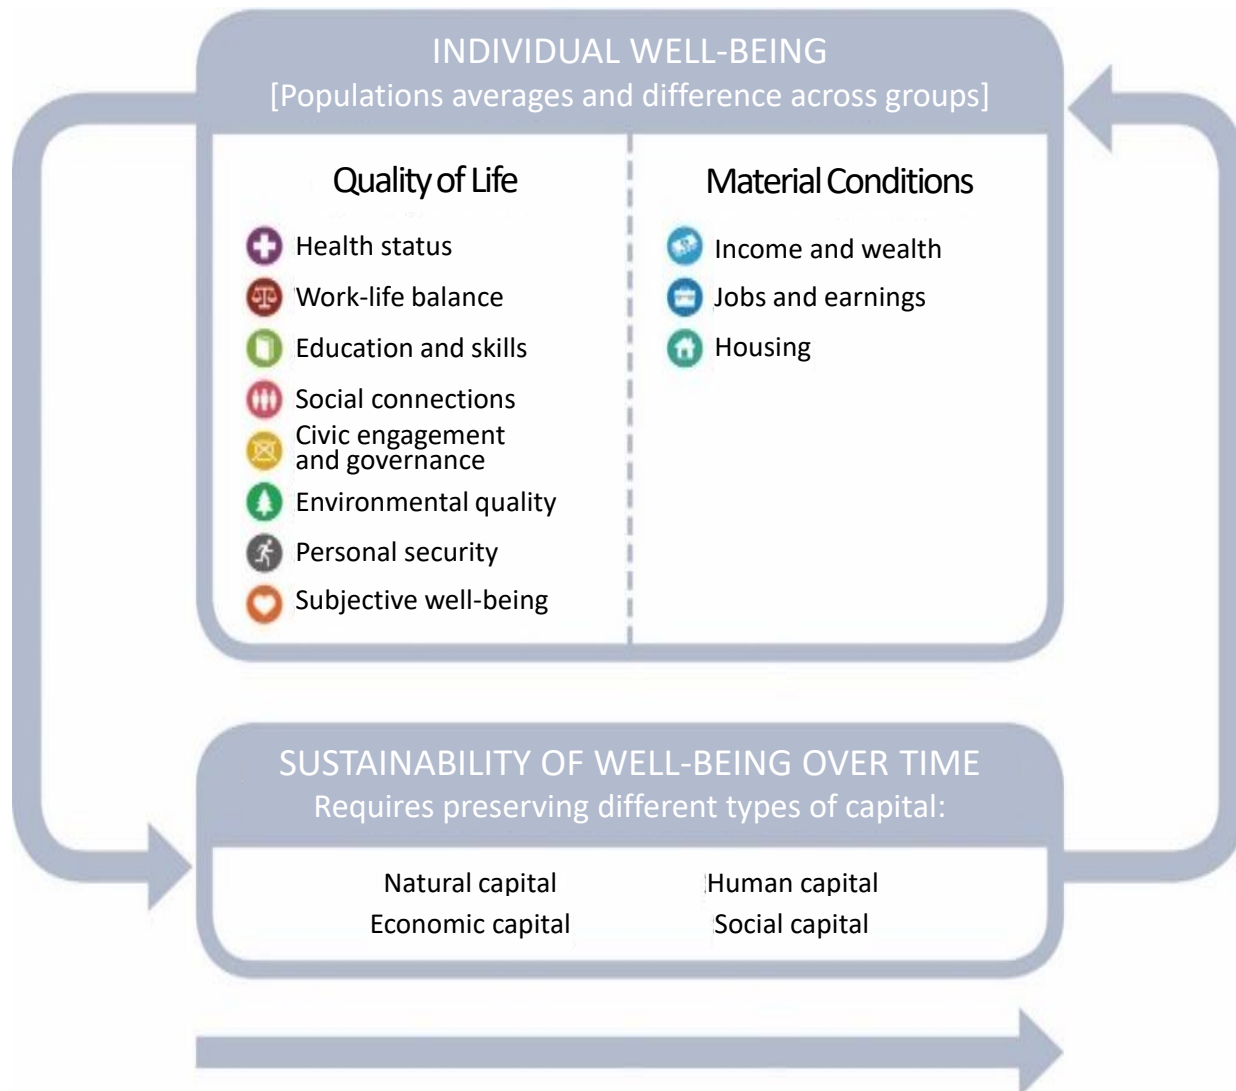 INDIVIDUAL WELL-BEING
[Populations averages and difference across groups]
Quality of Life
Health status
Work-life balance
Education and skills
Social connections
Civic engagement
and governance
Environmental quality
Personal security
Subjective well-being
Material Conditions
Income and wealth
Jobs and earnings
Housing
SUSTAINABILITY OF WELL-BEING OVER TIME
Requires preserving different types of capital:
Natural capital
Human capital
Economic capital
Social capital